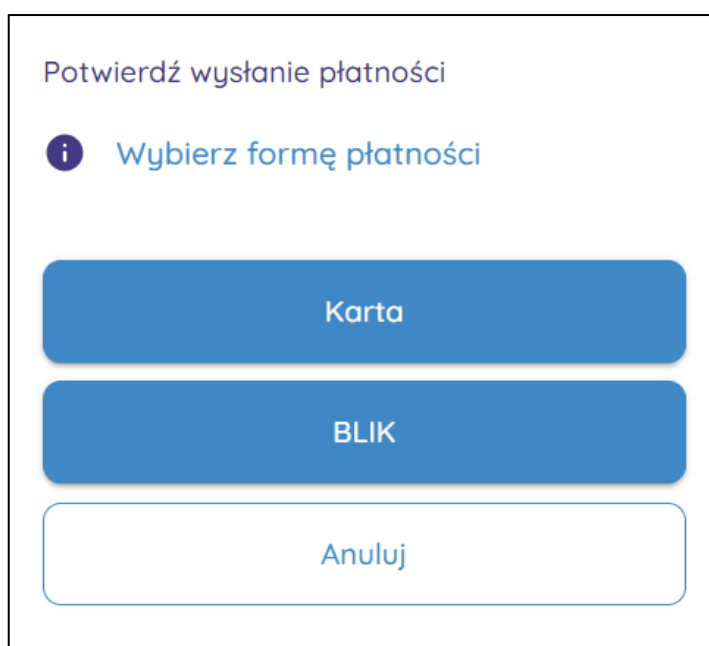 Potwierdź wysłanie płatności
Wybierz formę płatności
Karta
BLIK
Anuluj